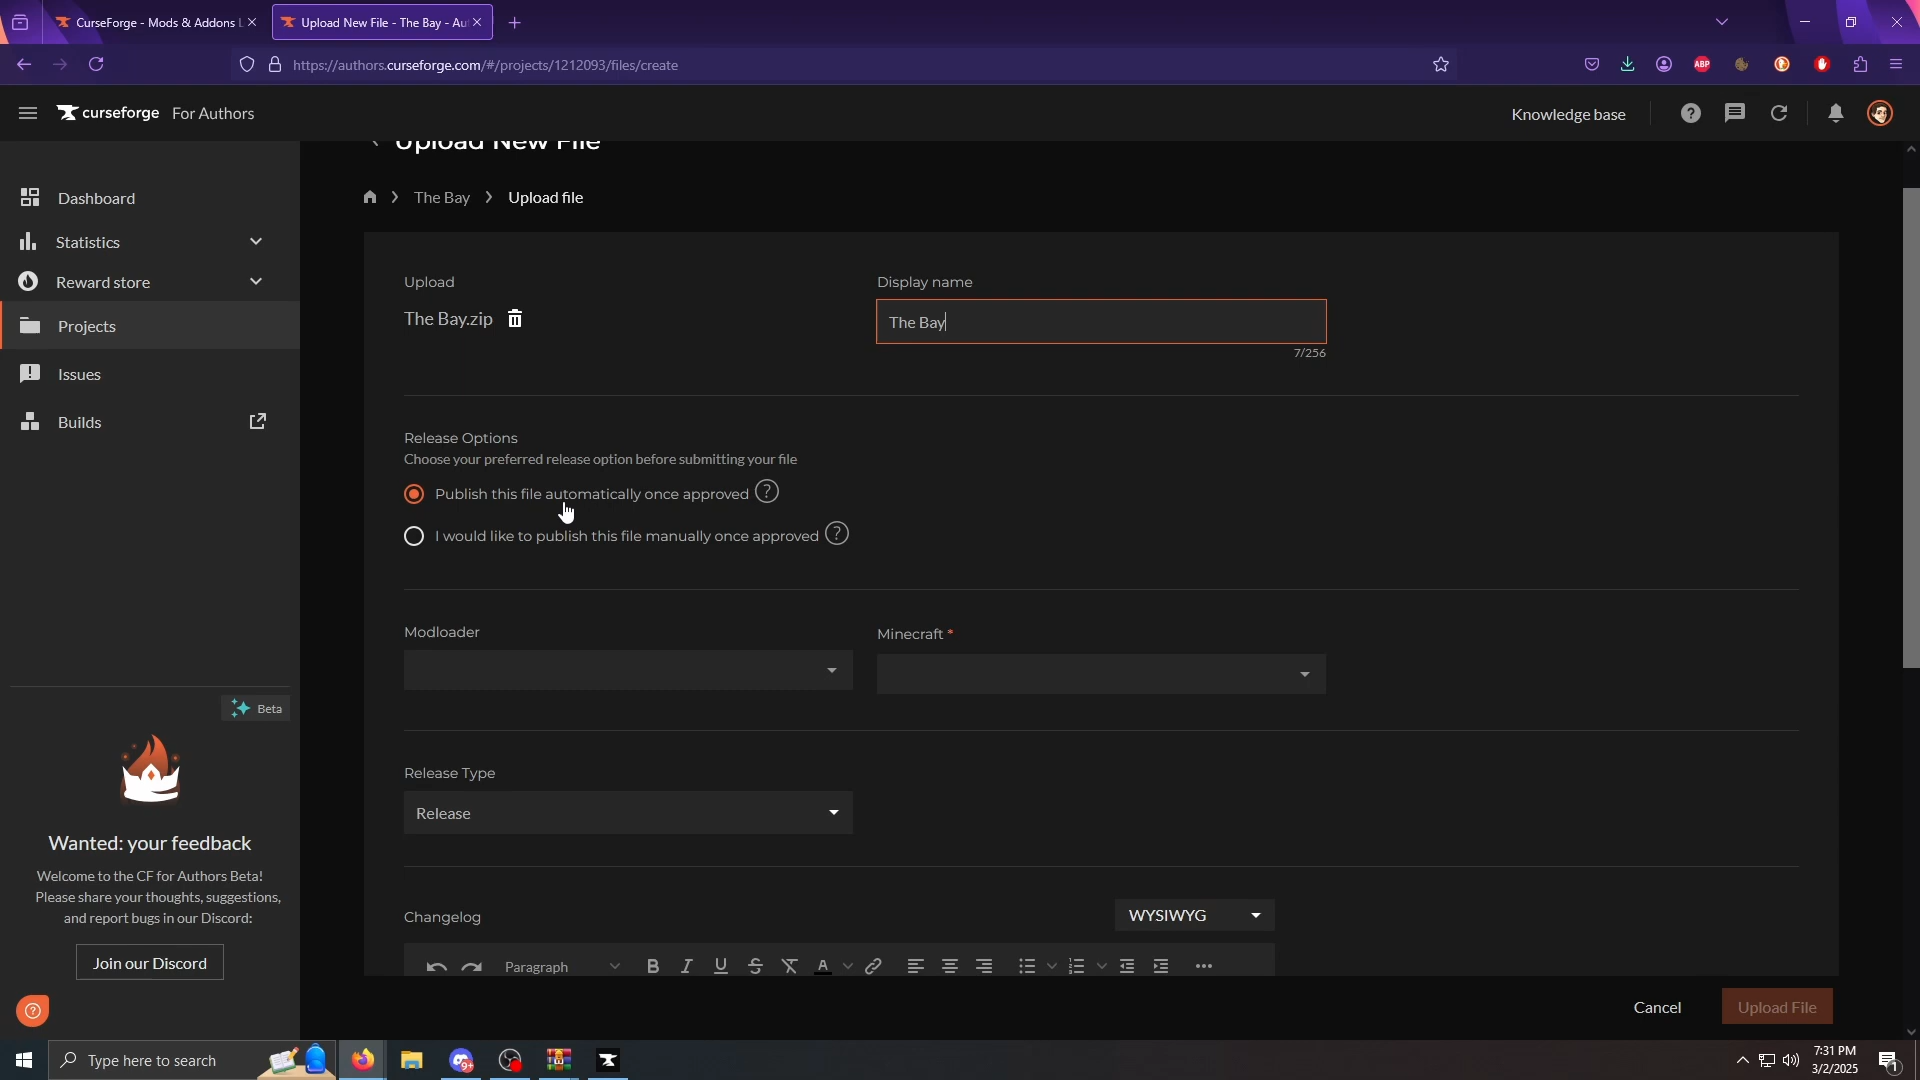 CurseForge - Mods & Addons L
Upload New File - The Bay - Au
https://authors.curseforge.com/#/projects/1212093/files/create
ABP
curseforge For Authors
Knowledge base
Upload New File
The Bay
Upload file
Dashboard
Statistics
Reward store
Projects
Issues
Builds
Upload
Display name
The Bay.zip
The Bay
7/256
Release Options
Choose your preferred release option before submitting your file
Publish this file automatically once approved ?
I would like to publish this file manually once approved ?
Modloader
Minecraft *
Release Type
Release
Changelog
WYSIWYG
Paragraph
B I U S A
Beta
Wanted: your feedback
Welcome to the CF for Authors Beta!
Please share your thoughts, suggestions,
and report bugs in our Discord:
Join our Discord
Cancel
Upload File
Type here to search
9+
7:31 PM
3/2/2025
1